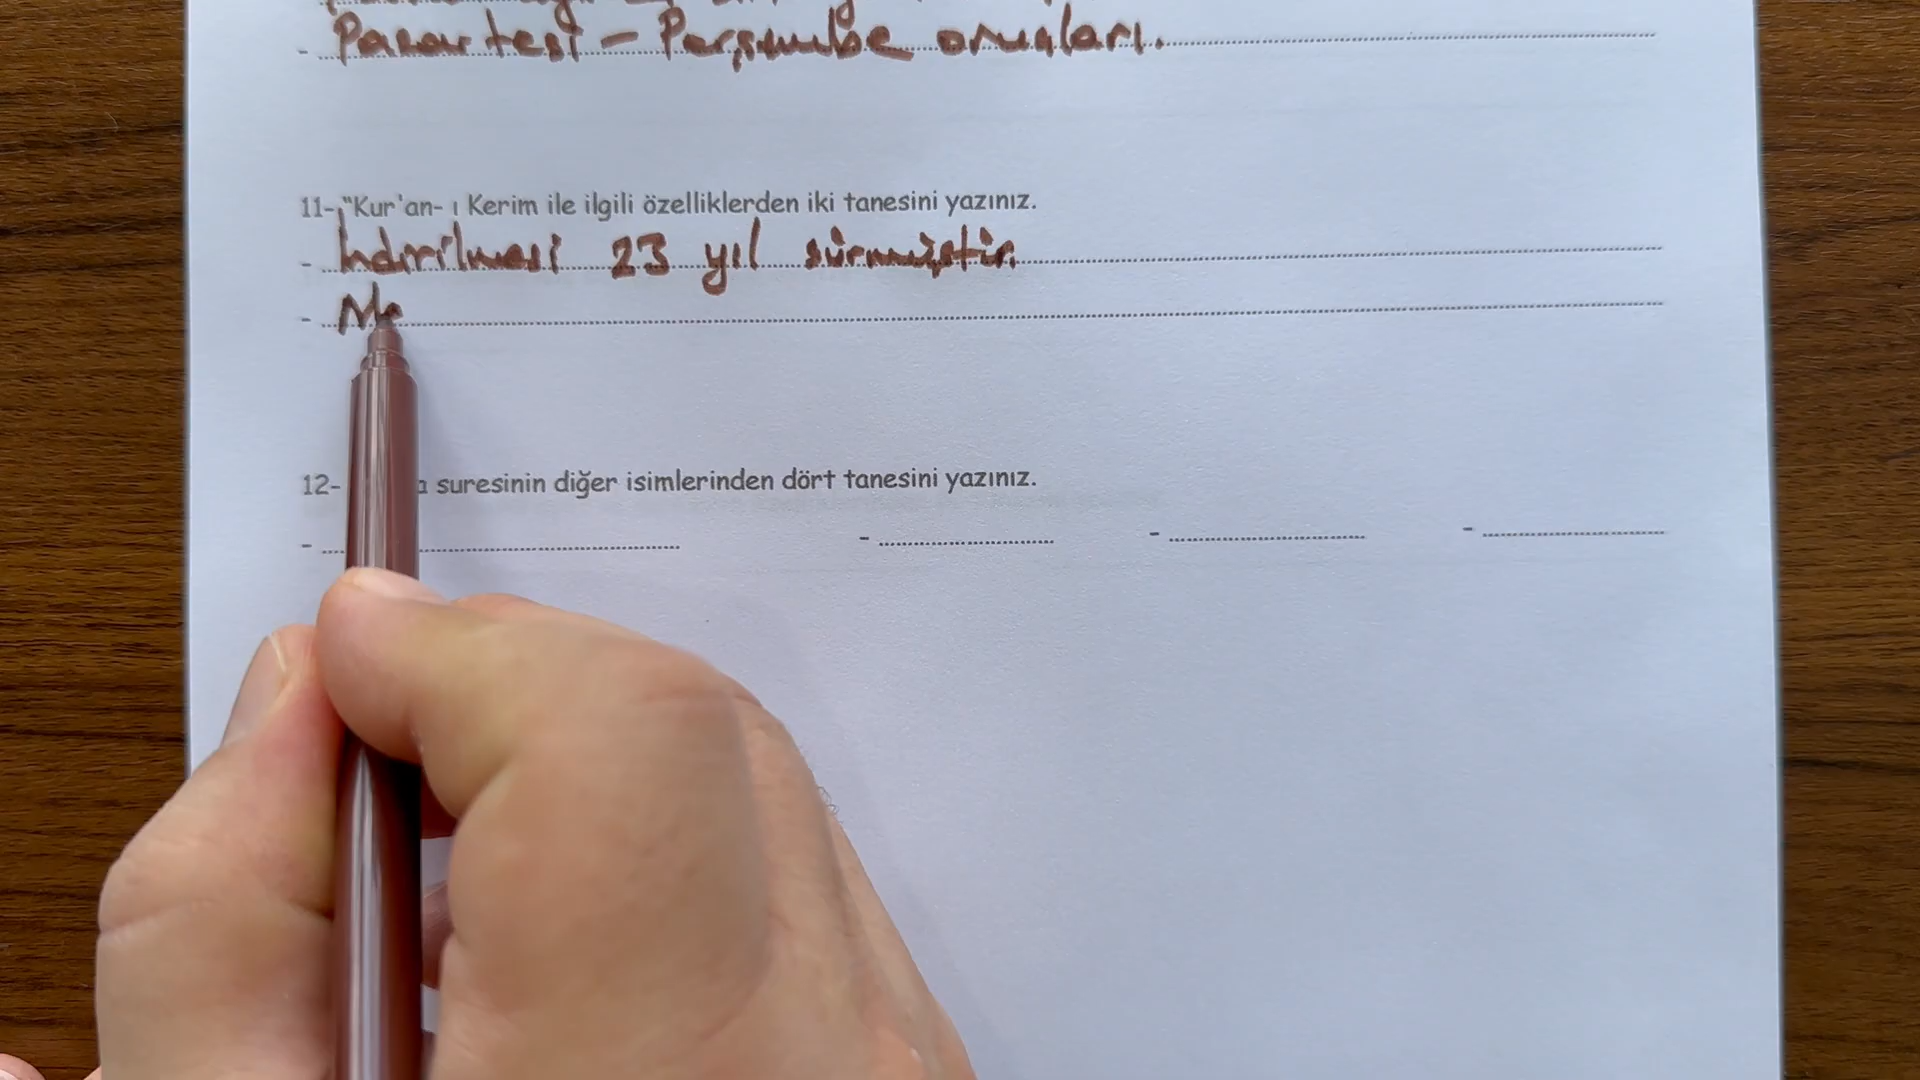 - Pazartesi - Perşembe oruçları.
11- "Kur'an- ı Kerim ile ilgili özelliklerden iki tanesini yazınız.
- İndirilmesi 23 yıl sürmüştür.
-
12- suresinin diğer isimlerinden dört tanesini yazınız.
- - - -